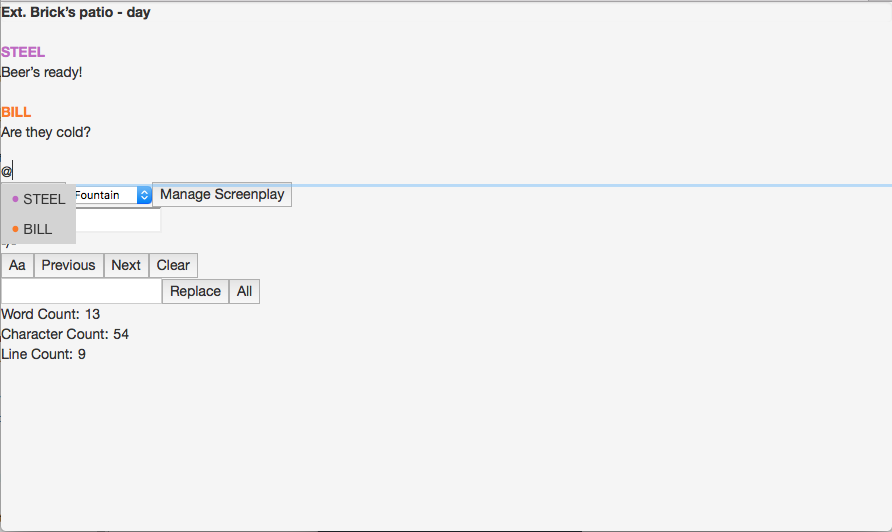 Ext. Brick’s patio - day
STEEL
Beer’s ready!
BILL
Are they cold?
@
STEEL
Fountain
Manage Screenplay
BILL
Aa
Previous
Next
Clear
Replace
All
Word Count: 13
Character Count: 54
Line Count: 9